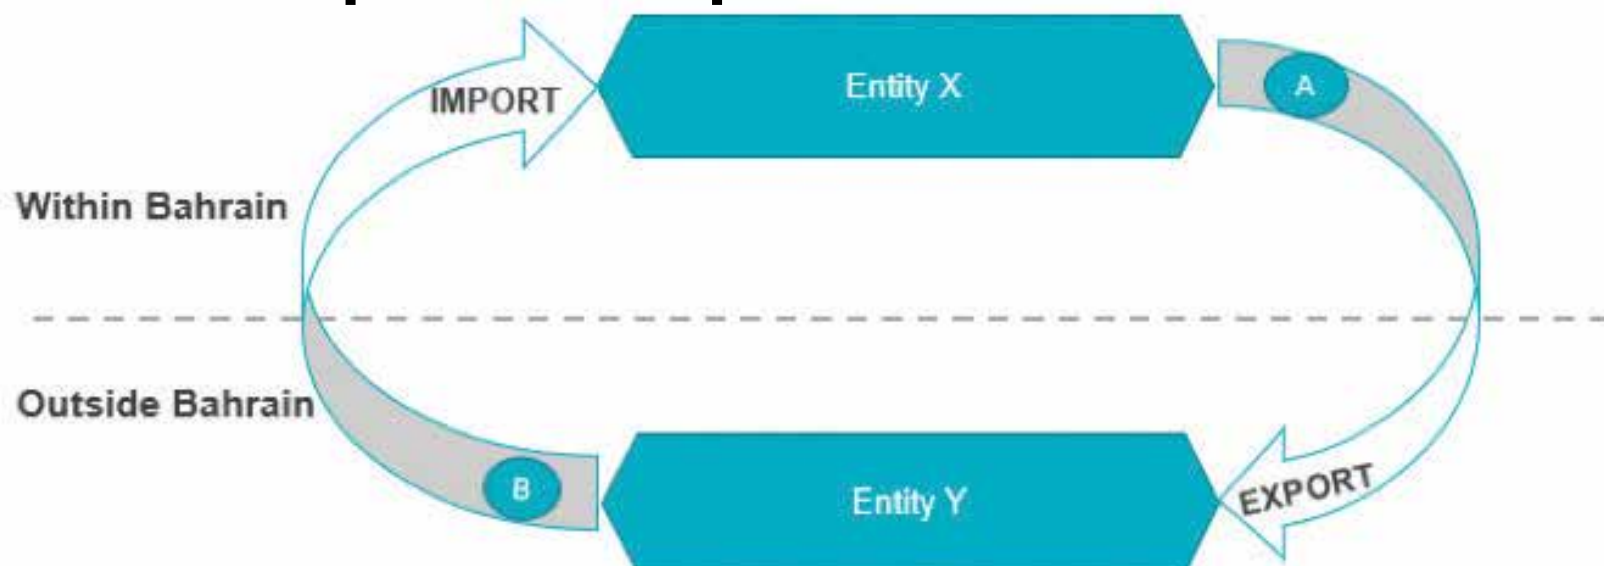 Entity X
A
IMPORT
Within Bahrain
Outside Bahrain
B
Entity Y
EXPORT